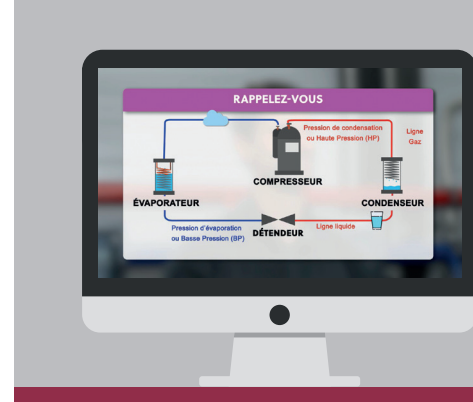 RAPPELEZ-VOUS
Pression de condensation
ou Haute Pression (HP)
Ligne
Gaz
COMPRESSEUR
ÉVAPORATEUR
CONDENSEUR
Pression d'évaporation
ou Basse Pression (BP)
DÉTENDEUR
Ligne liquide